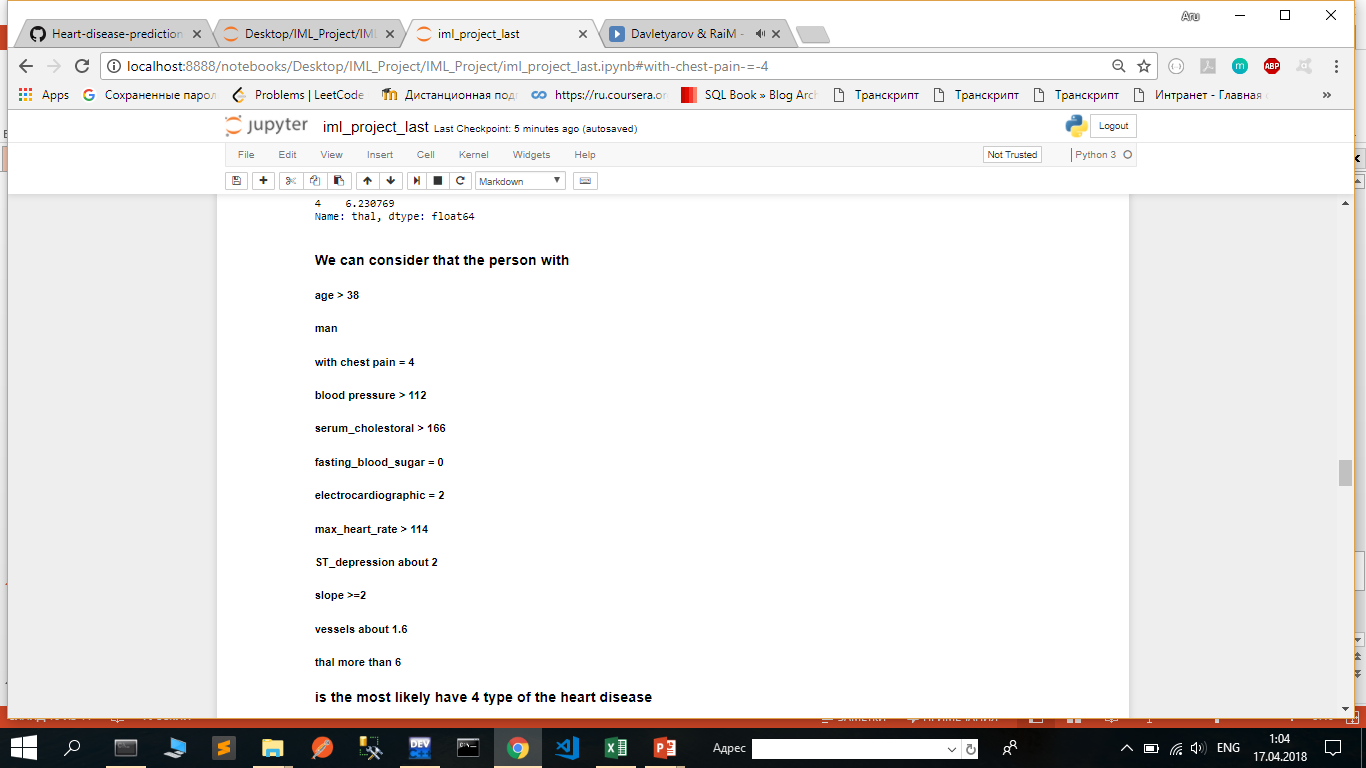 Aru
Heart-disease-prediction
Desktop/IML_Project/IML
iml_project_last
Davletyarov & RaiM -
localhost:8888/notebooks/Desktop/IML_Project/IML_Project/iml_project_last.ipynb#with-chest-pain-=-4
Apps
Сохраненные парол
Problems | LeetCode
Дистанционная под
https://ru.coursera.or
SQL Book » Blog Arch
Транскрипт
Транскрипт
Транскрипт
Интранет - Главная
»
jupyter
iml_project_last
Last Checkpoint: 5 minutes ago (autosaved)
Logout
File
Edit
View
Insert
Cell
Kernel
Widgets
Help
Not Trusted
Python 3
Markdown
4 6.230769
Name: thal, dtype: float64
We can consider that the person with
age > 38
man
with chest pain = 4
blood pressure > 112
serum_cholestoral > 166
fasting_blood_sugar = 0
electrocardiographic = 2
max_heart_rate > 114
ST_depression about 2
slope >=2
vessels about 1.6
thal more than 6
is the most likely have 4 type of the heart disease
Адрес
ENG
1:04
17.04.2018